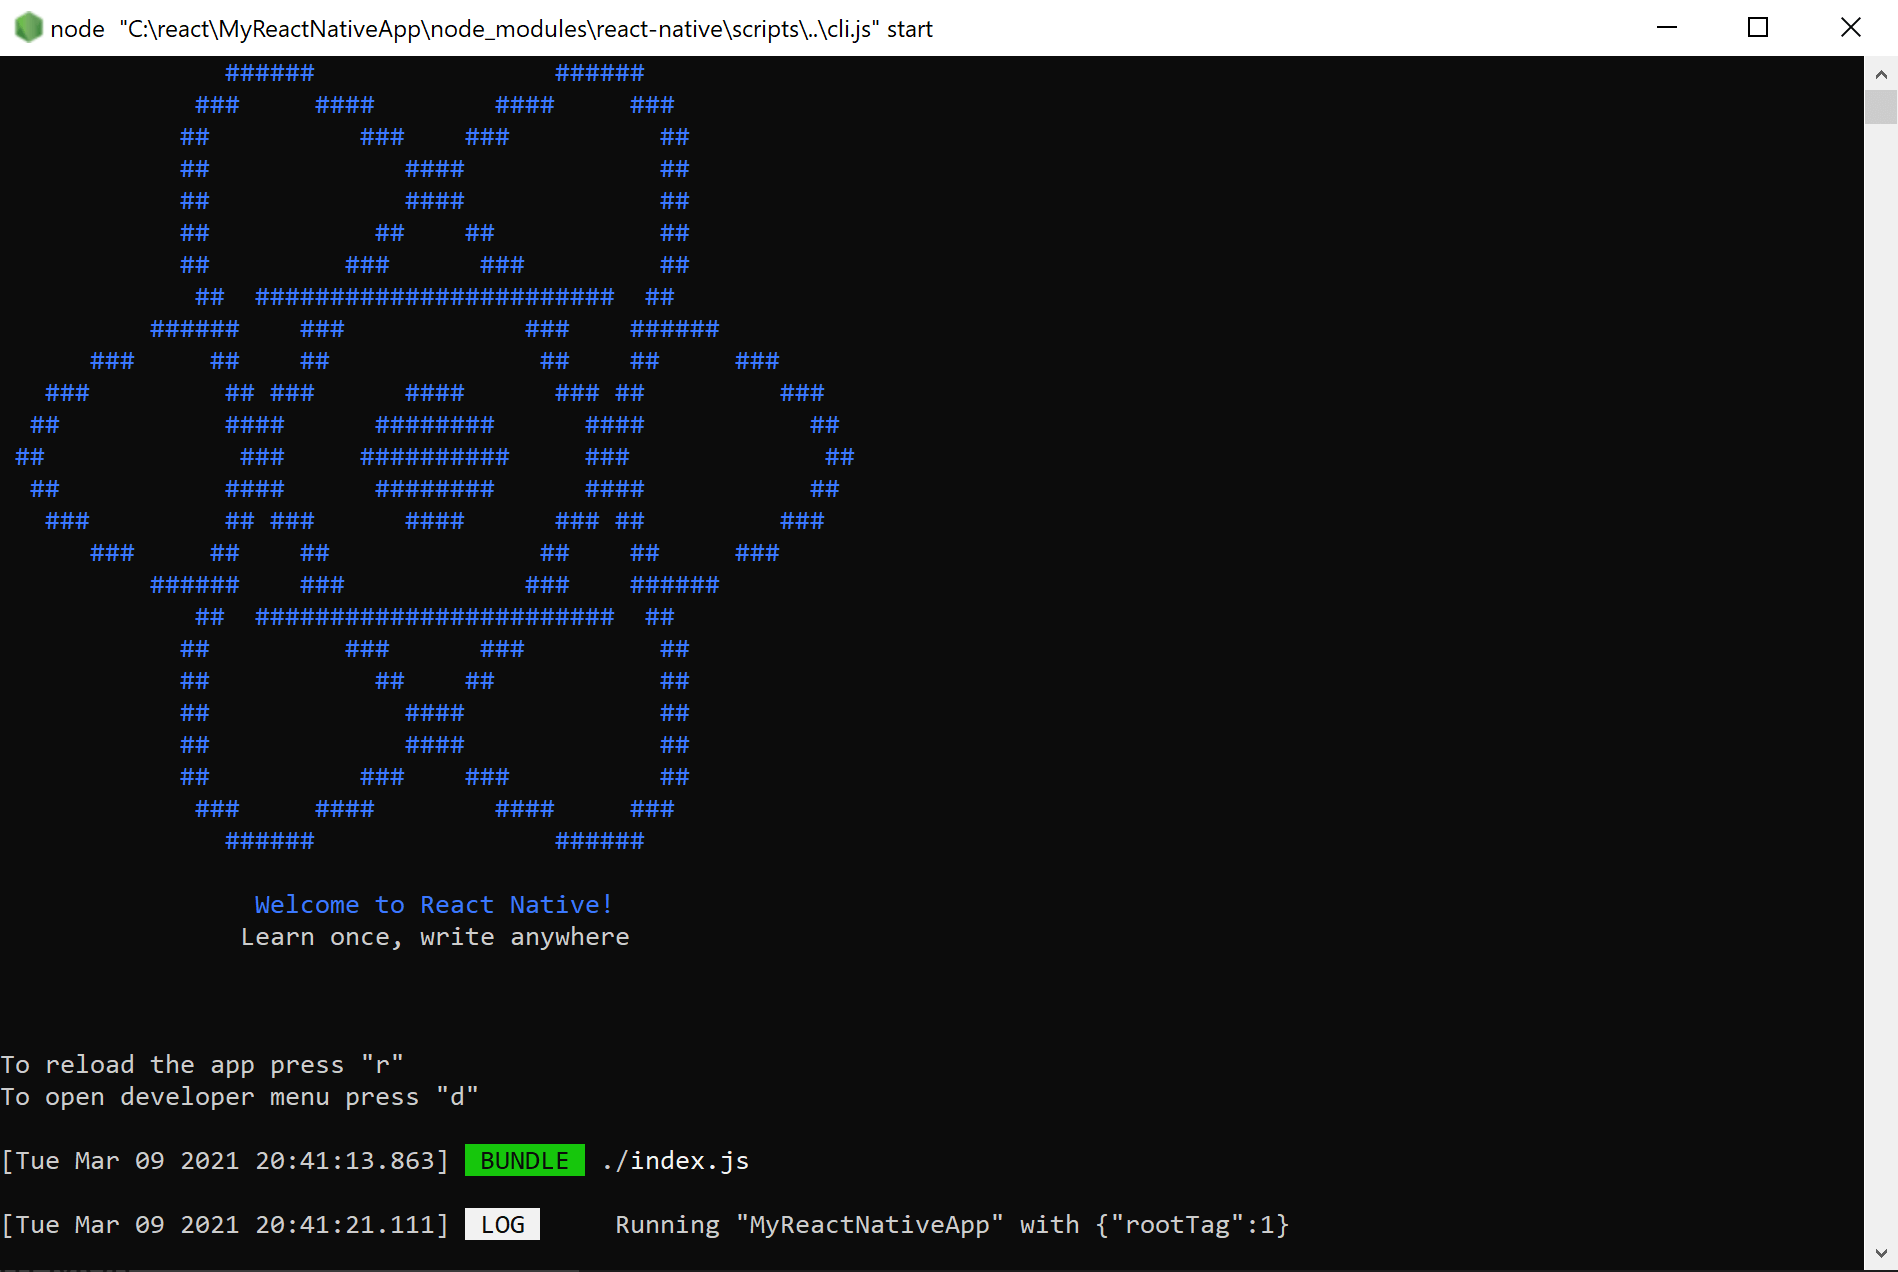 node "C:\react\MyReactNativeApp\node_modules\react-native\scripts\..\cli.js" start
               ######                ######
             ###     ####        ####     ###
            ##          ###    ###          ##
            ##             ####             ##
            ##             ####             ##
            ##           ##    ##           ##
            ##         ###      ###         ##
             ##  ########################  ##
          ######    ###            ###    ######
      ###     ##    ##              ##    ##     ###
   ###         ## ###      ####      ### ##         ###
  ##           ####      ########      ####           ##
 ##             ###     ##########     ###             ##
  ##           ####      ########      ####           ##
   ###         ## ###      ####      ### ##         ###
      ###     ##    ##              ##    ##     ###
          ######    ###            ###    ######
             ##  ########################  ##
            ##         ###      ###         ##
            ##           ##    ##           ##
            ##             ####             ##
            ##             ####             ##
            ##          ###    ###          ##
             ###     ####        ####     ###
               ######                ######
Welcome to React Native!
Learn once, write anywhere
To reload the app press "r"
To open developer menu press "d"
[Tue Mar 09 2021 20:41:13.863] BUNDLE ./index.js
[Tue Mar 09 2021 20:41:21.111] LOG Running "MyReactNativeApp" with {"rootTag":1}